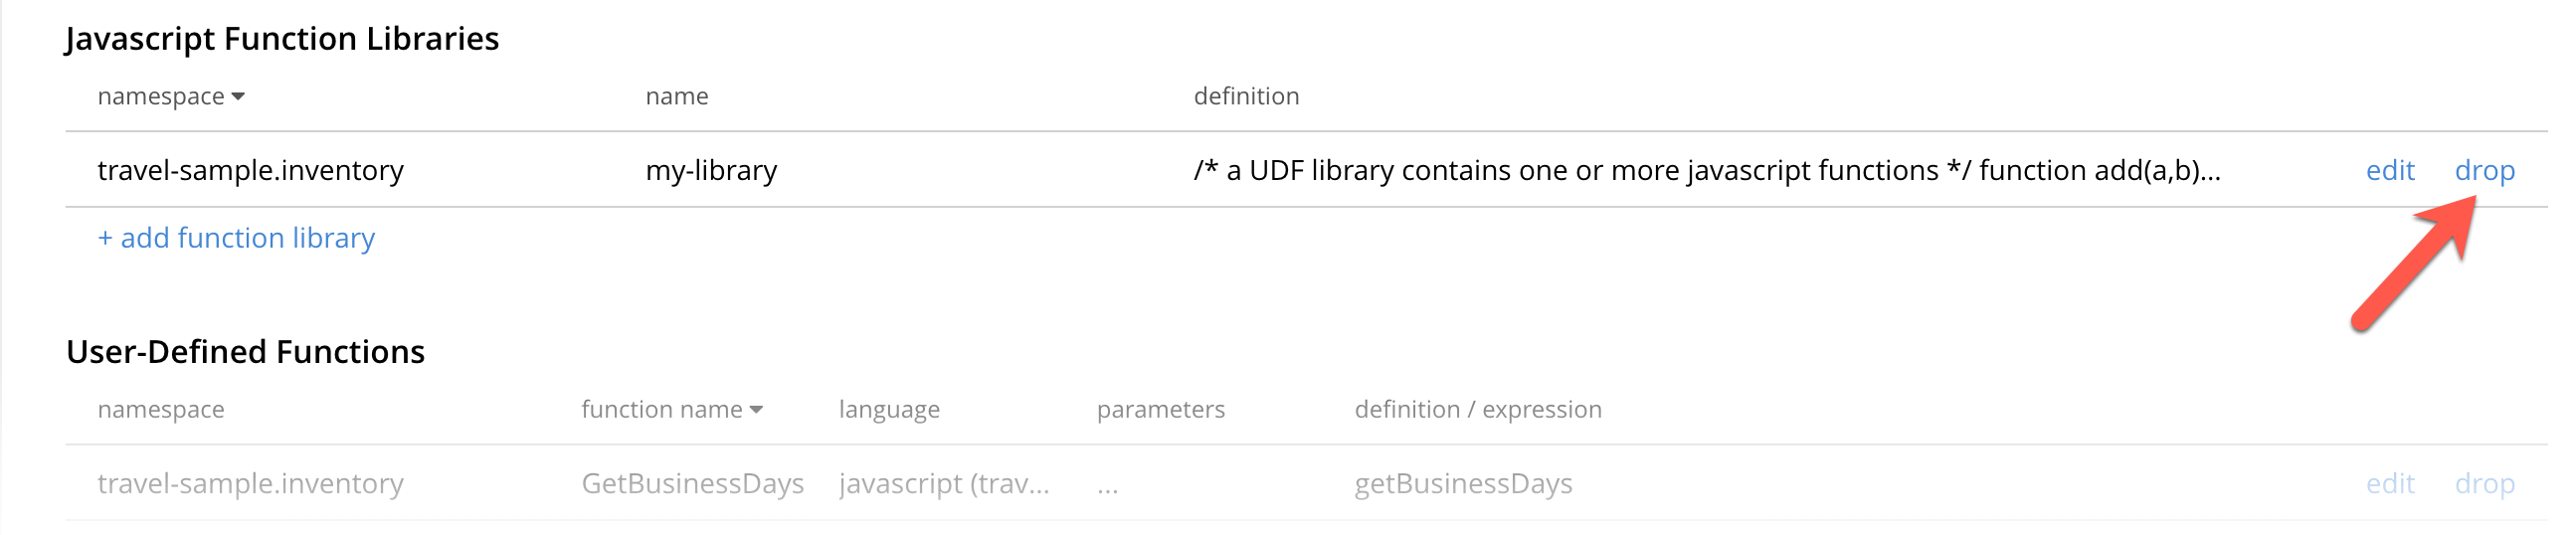 Javascript Function Libraries
namespace name definition
travel-sample.inventory my-library /* a UDF library contains one or more javascript functions */ function add(a,b)... edit drop
+ add function library
User-Defined Functions
namespace function name language parameters definition / expression
travel-sample.inventory GetBusinessDays javascript (trav... ... getBusinessDays edit drop